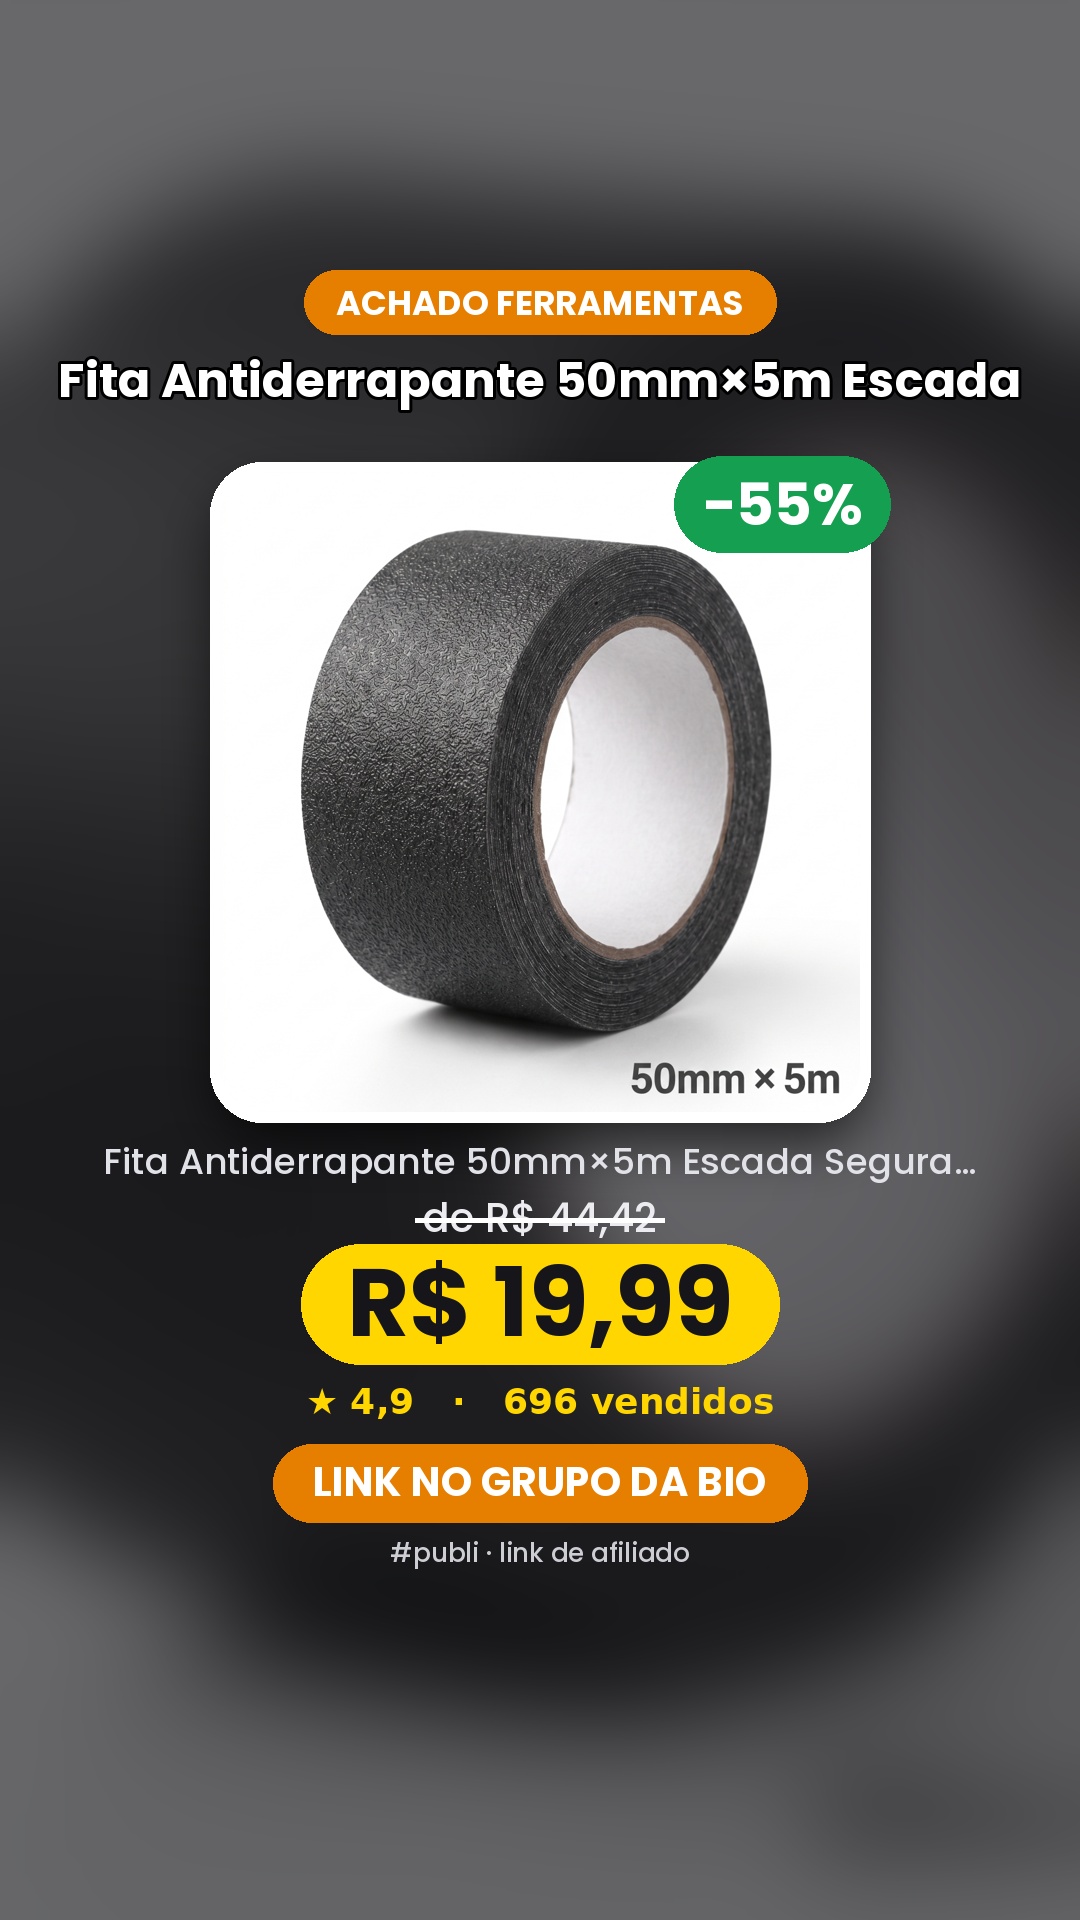 ACHADO FERRAMENTAS
Fita Antiderrapante 50mm×5m Escada
-55%
50mm × 5m
Fita Antiderrapante 50mm×5m Escada Segura...
de R$ 44,42
R$ 19,99
★ 4,9 · 696 vendidos
LINK NO GRUPO DA BIO
#publi · link de afiliado